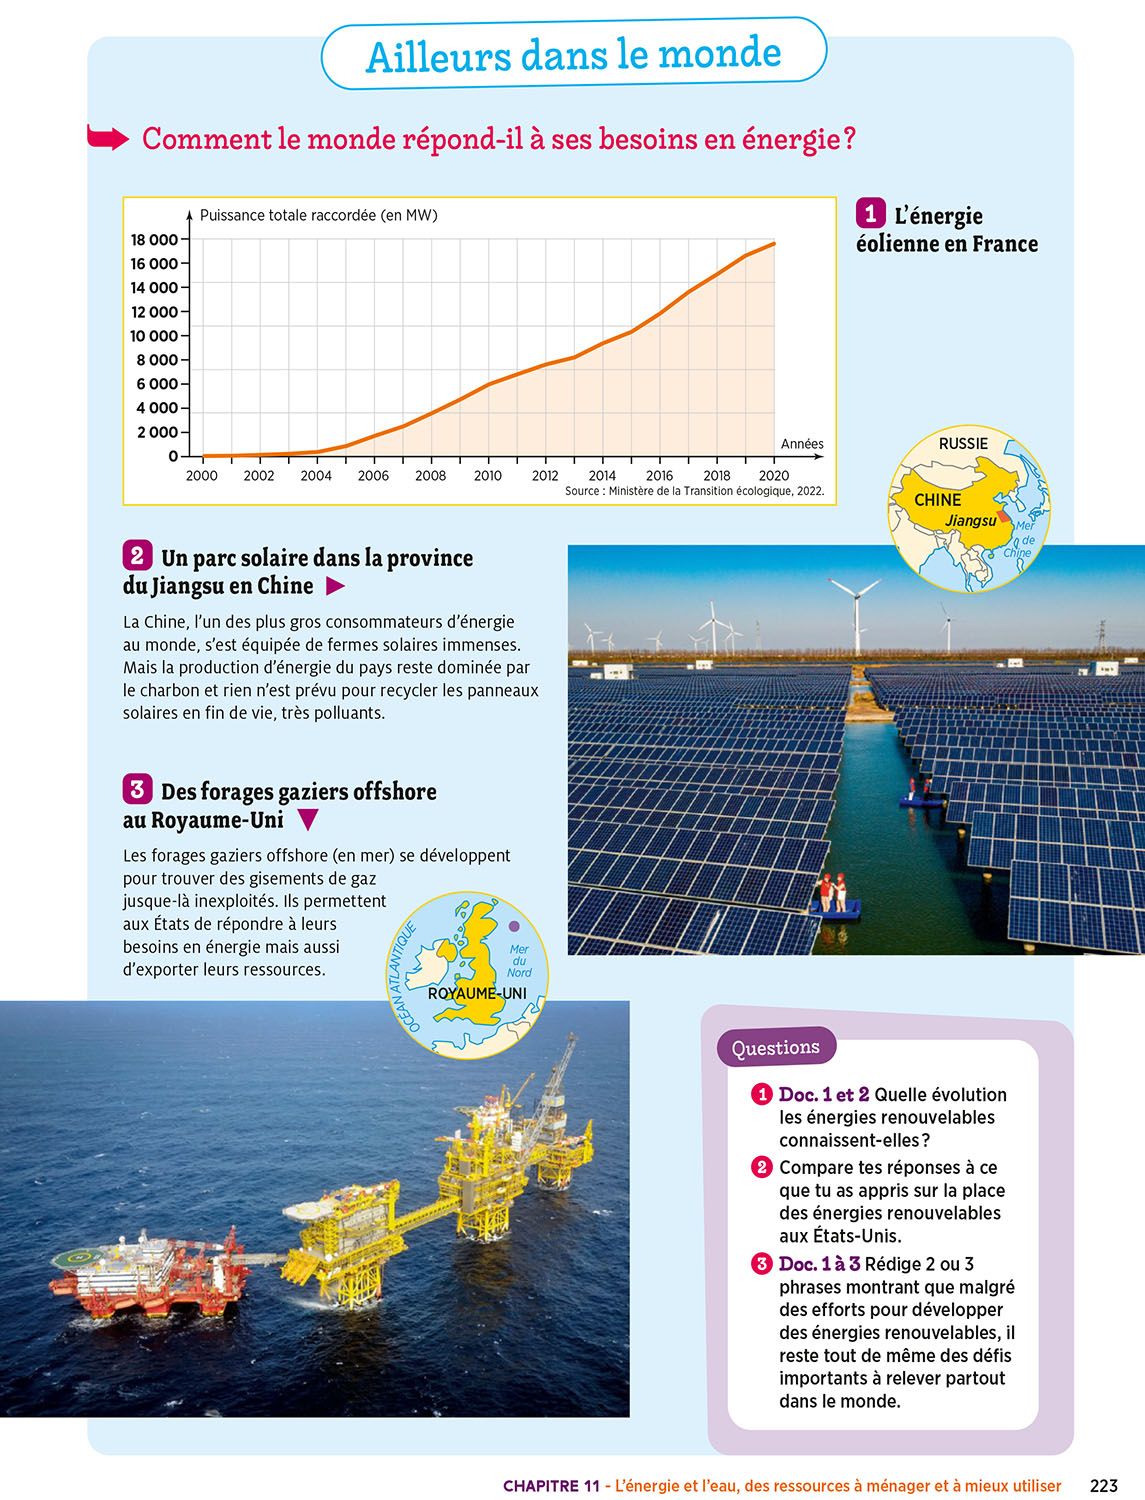 Ailleurs dans le monde
Comment le monde répond-il à ses besoins en énergie ?
1 L'énergie
éolienne en France
Puissance totale raccordée (en MW)
18 000
16 000
14 000
12 000
10 000
8 000
6 000
4 000
2 000
0
Années
2000 2002 2004 2006 2008 2010 2012 2014 2016 2018 2020
Source : Ministère de la Transition écologique, 2022.
RUSSIE
CHINE
Jiangsu
Mer
de
Chine
2 Un parc solaire dans la province
du Jiangsu en Chine
La Chine, l'un des plus gros consommateurs d'énergie
au monde, s'est équipée de fermes solaires immenses.
Mais la production d'énergie du pays reste dominée par
le charbon et rien n'est prévu pour recycler les panneaux
solaires en fin de vie, très polluants.
3 Des forages gaziers offshore
au Royaume-Uni
Les forages gaziers offshore (en mer) se développent
pour trouver des gisements de gaz
jusque-là inexploités. Ils permettent
aux États de répondre à leurs
besoins en énergie mais aussi
d'exporter leurs ressources.
OCÉAN ATLANTIQUE
Mer
du
Nord
ROYAUME-UNI
Questions
1 Doc. 1 et 2 Quelle évolution
les énergies renouvelables
connaissent-elles ?
2 Compare tes réponses à ce
que tu as appris sur la place
des énergies renouvelables
aux États-Unis.
3 Doc. 1 à 3 Rédige 2 ou 3
phrases montrant que malgré
des efforts pour développer
des énergies renouvelables, il
reste tout de même des défis
importants à relever partout
dans le monde.
CHAPITRE 11 - L'énergie et l'eau, des ressources à ménager et à mieux utiliser 223